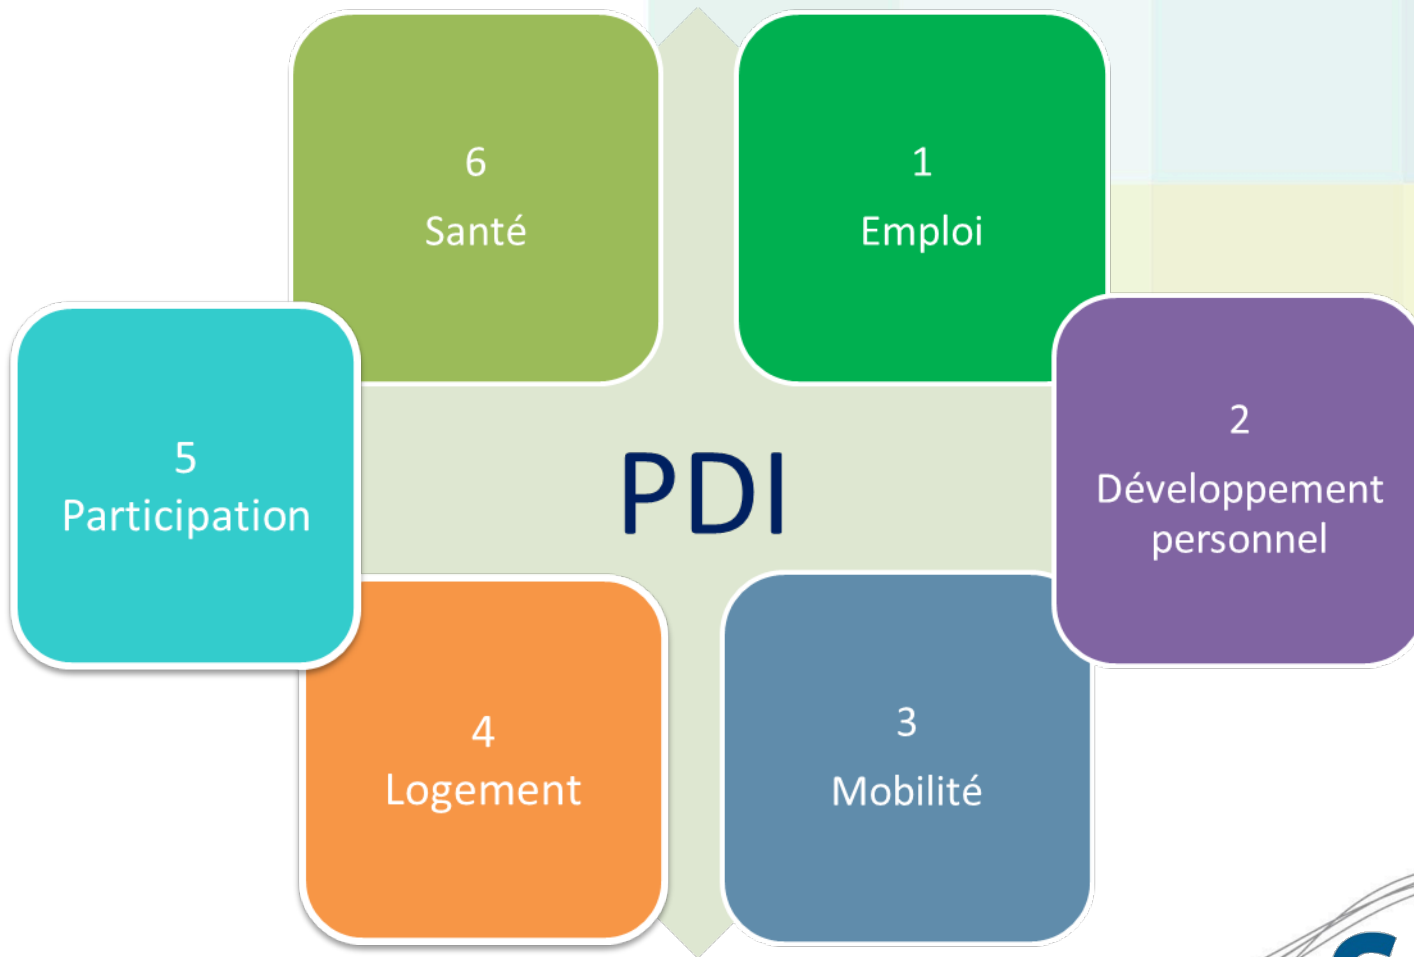 6
Santé
1
Emploi
5
Participation
PDI
2
Développement
personnel
4
Logement
3
Mobilité